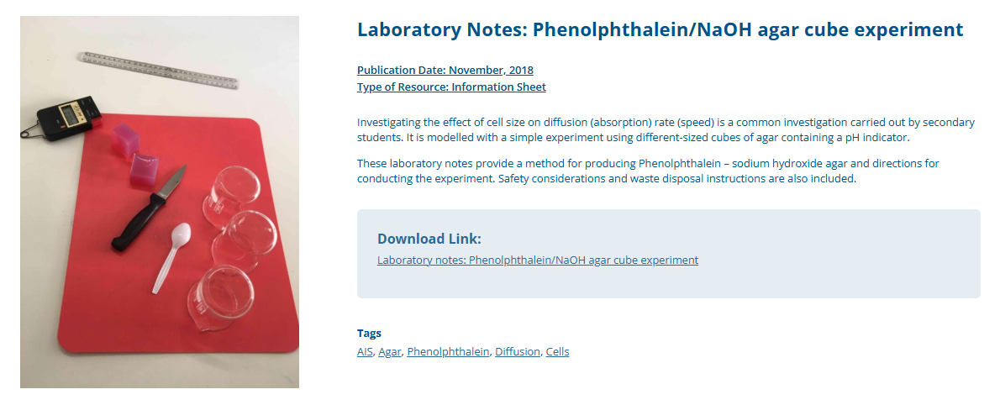 Laboratory Notes: Phenolphthalein/NaOH agar cube experiment
Publication Date: November, 2018
Type of Resource: Information Sheet
Investigating the effect of cell size on diffusion (absorption) rate (speed) is a common investigation carried out by secondary
students. It is modelled with a simple experiment using different-sized cubes of agar containing a pH indicator.
These laboratory notes provide a method for producing Phenolphthalein – sodium hydroxide agar and directions for
conducting the experiment. Safety considerations and waste disposal instructions are also included.
Download Link:
Laboratory notes: Phenolphthalein/NaOH agar cube experiment
Tags
AIS, Agar, Phenolphthalein, Diffusion, Cells